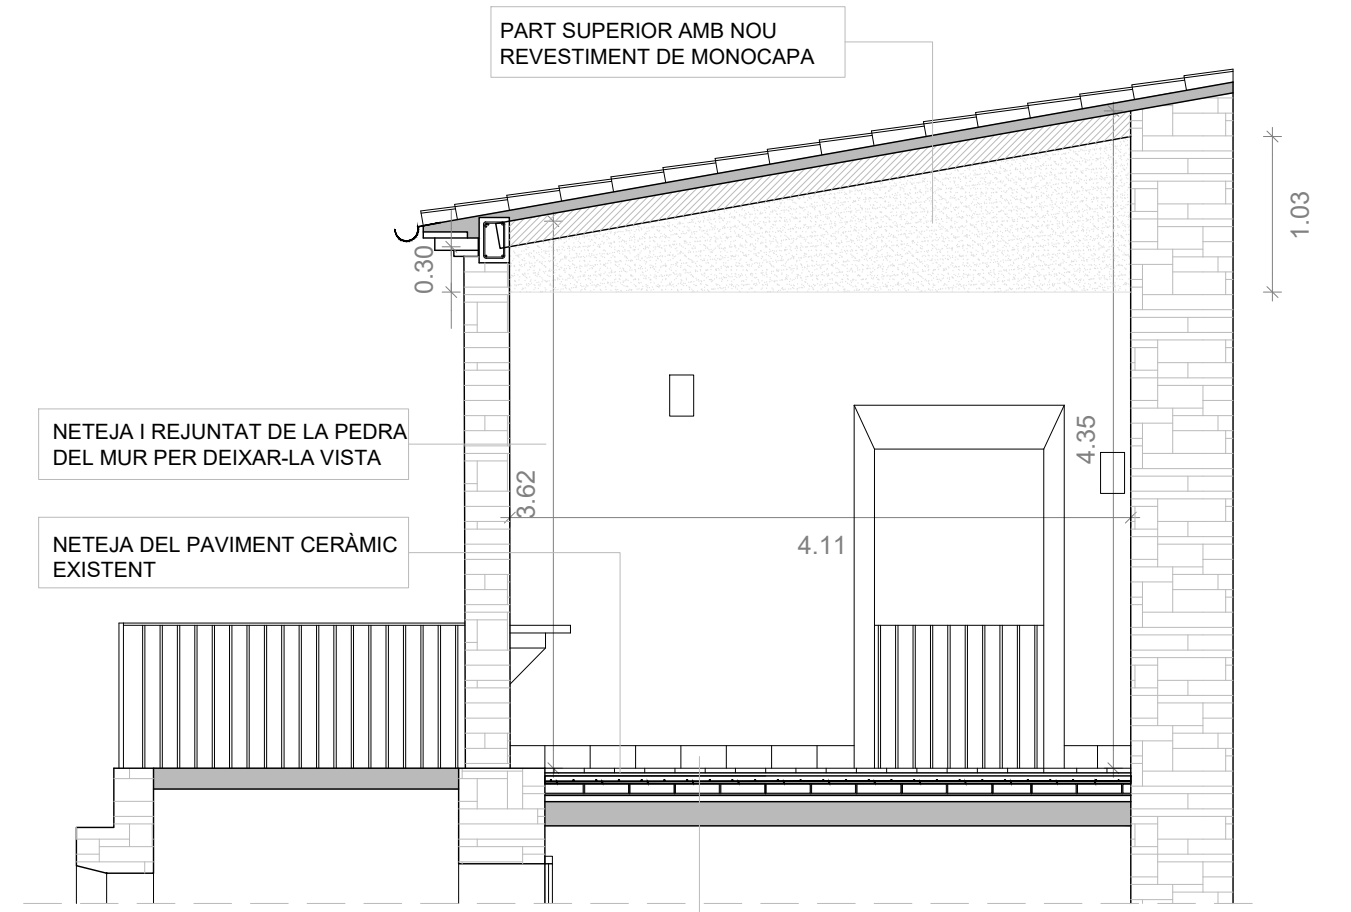 PART SUPERIOR AMB NOU
REVESTIMENT DE MONOCAPA
1.03
0.30
NETEJA I REJUNTAT DE LA PEDRA
DEL MUR PER DEIXAR-LA VISTA
4.35
3.62
4.11
NETEJA DEL PAVIMENT CERÀMIC
EXISTENT